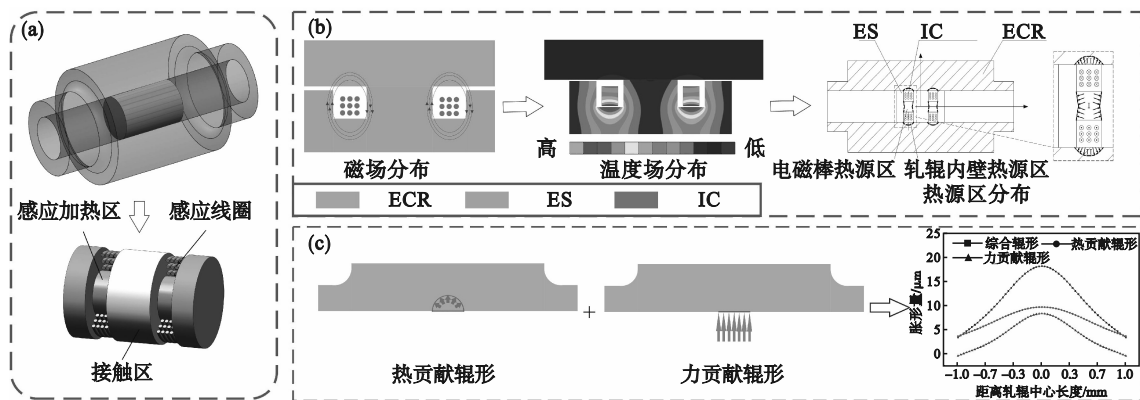 (a)
感应加热区
感应线圈
接触区
(b)
磁场分布
高
低
温度场分布
ES
IC
ECR
电磁棒热源区
轧辊内壁热源区
热源区分布
ECR
ES
IC
(c)
热贡献辊形
+
力贡献辊形
综合辊形
热贡献辊形
力贡献辊形
胀形量/μm
25
20
15
10
5
0
−1.0
−0.7
−0.3
0.0
0.3
0.7
1.0
距离轧辊中心长度/mm